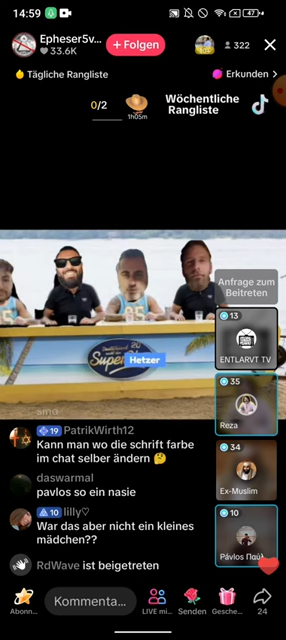 14:59
47
Epheser5v...
33.6K
+ Folgen
322
Tägliche Rangliste
Erkunden >
0/2
1h05m
Wöchentliche
Rangliste
Anfrage zum
Beitreten
13
ENTLARVT TV
Deutschland
Super
Hetzer
35
Reza
19 PatrikWirth12
Kann man wo die schrift farbe
im chat selber ändern
34
Ex-Muslim
daswarmal
pavlos so ein nasie
10 lilly♡
War das aber nicht ein kleines
mädchen??
10
Pávlos Παύλ
RdWave ist beigetreten
Abonn...
Kommenta...
LIVE mi...
Senden
Gesche...
24